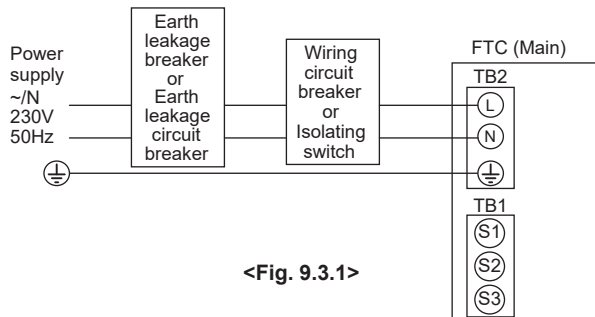 Power
supply
~/N
230V
50Hz
Earth
leakage
breaker
or
Earth
leakage
circuit
breaker
Wiring
circuit
breaker
or
Isolating
switch
FTC (Main)
TB2
L
N
TB1
S1
S2
S3
<Fig. 9.3.1>